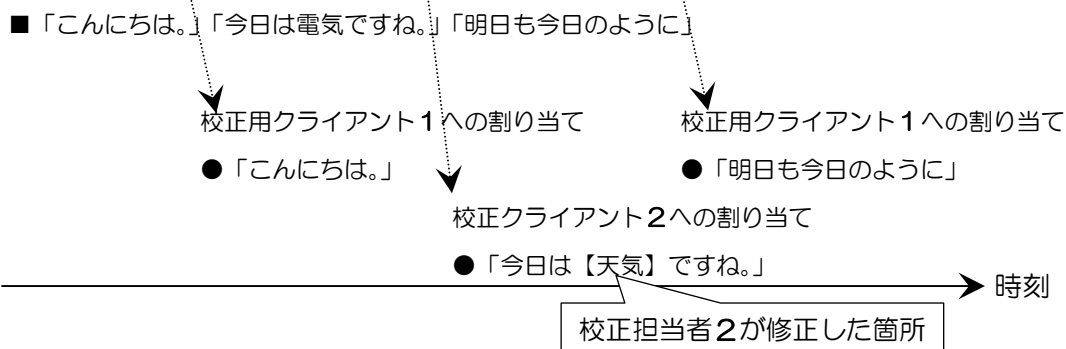 ■「こんにちは。」「今日は電気ですね。」「明日も今日のように」
校正用クライアント1への割り当て
校正用クライアント1への割り当て
●「こんにちは。」
●「明日も今日のように」
校正クライアント2への割り当て
●「今日は【天気】ですね。」
時刻
校正担当者2が修正した箇所